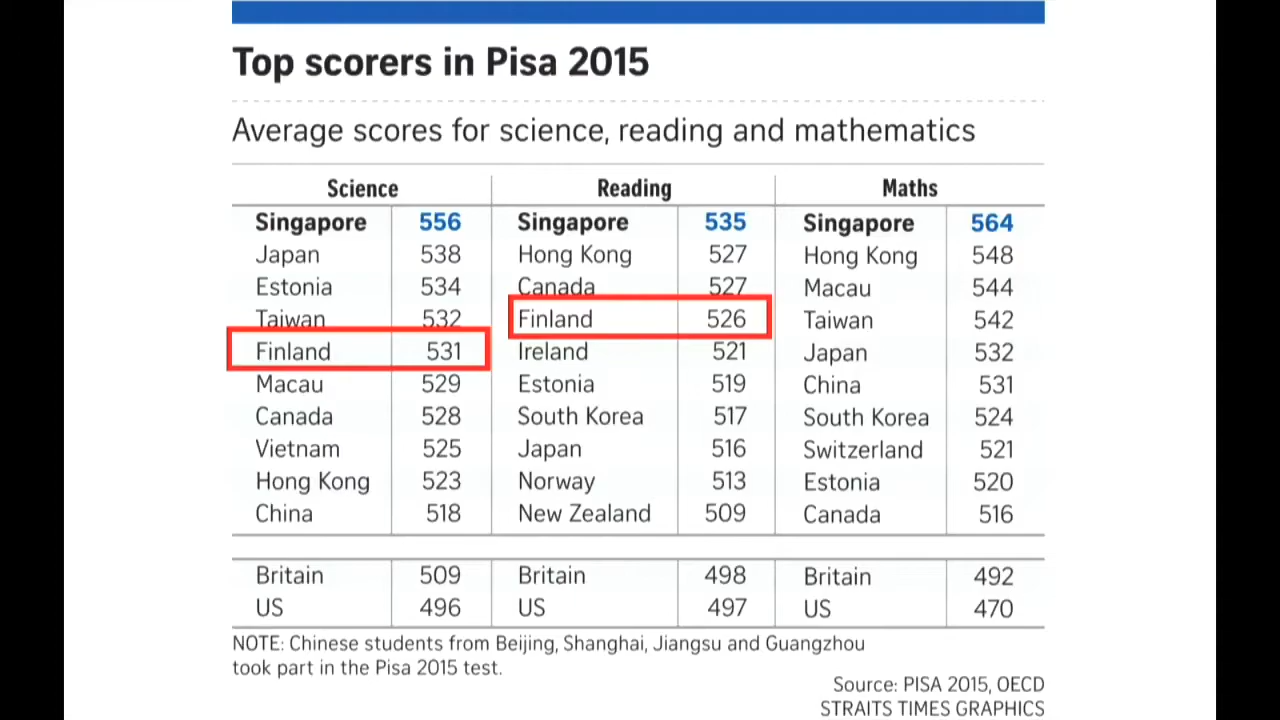 Top scorers in Pisa 2015
Average scores for science, reading and mathematics
Science Reading Maths
Singapore 556 Singapore 535 Singapore 564
Japan 538 Hong Kong 527 Hong Kong 548
Estonia 534 Canada 527 Macau 544
Taiwan 532 Finland 526 Taiwan 542
Finland 531 Ireland 521 Japan 532
Macau 529 Estonia 519 China 531
Canada 528 South Korea 517 South Korea 524
Vietnam 525 Japan 516 Switzerland 521
Hong Kong 523 Norway 513 Estonia 520
China 518 New Zealand 509 Canada 516
Britain 509 Britain 498 Britain 492
US 496 US 497 US 470
NOTE: Chinese students from Beijing, Shanghai, Jiangsu and Guangzhou
took part in the Pisa 2015 test.
Source: PISA 2015, OECD
STRAITS TIMES GRAPHICS